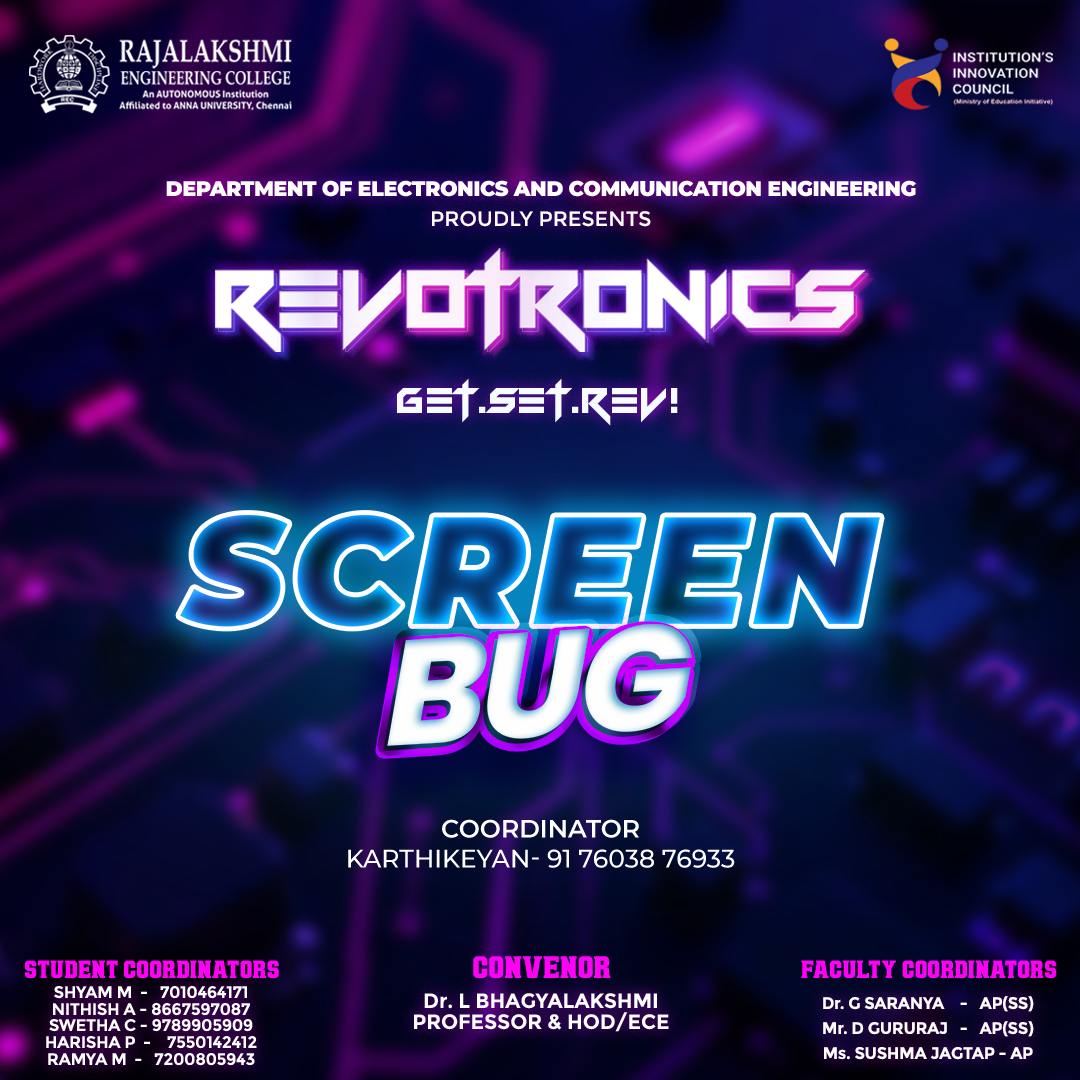 RAJALAKSHMI
ENGINEERING COLLEGE
An AUTONOMOUS Institution
Affiliated to ANNA UNIVERSITY, Chennai
REC
INSTITUTION'S
INNOVATION
COUNCIL
(Ministry of Education Initiative)
DEPARTMENT OF ELECTRONICS AND COMMUNICATION ENGINEERING
PROUDLY PRESENTS
REVOTRONICS
GET.SET.REV!
SCREEN
BUG
COORDINATOR
KARTHIKEYAN- 91 76038 76933
STUDENT COORDINATORS
SHYAM M - 7010464171
NITHISH A - 8667597087
SWETHA C - 9789905909
HARISHA P - 7550142412
RAMYA M - 7200805943
CONVENOR
Dr. L BHAGYALAKSHMI
PROFESSOR & HOD/ECE
FACULTY COORDINATORS
Dr. G SARANYA - AP(SS)
Mr. D GURURAJ - AP(SS)
Ms. SUSHMA JAGTAP - AP